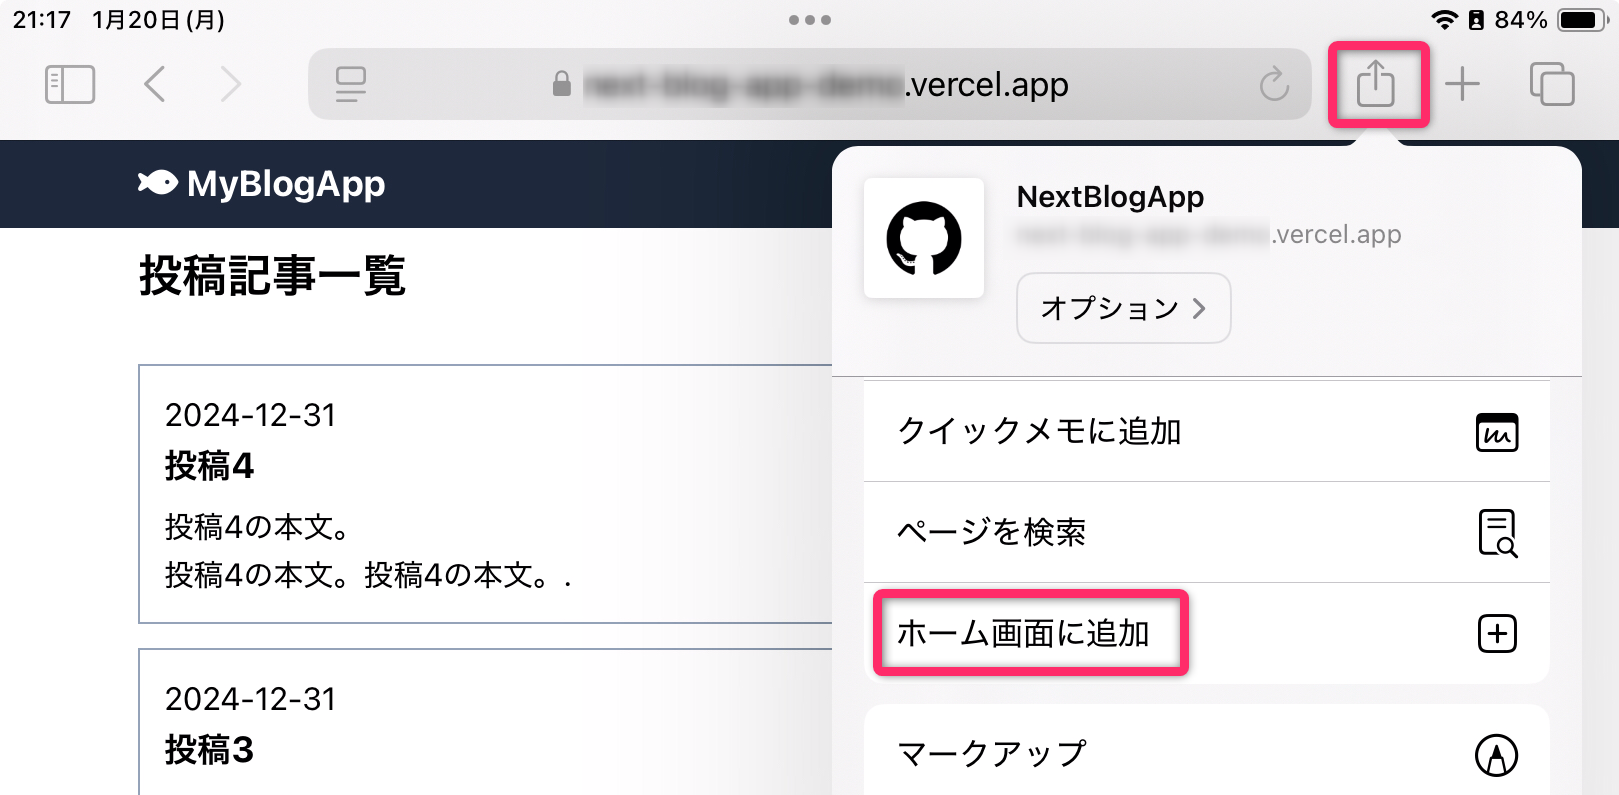 21:17 1月20日(月)
84%
.vercel.app
MyBlogApp
投稿記事一覧
2024-12-31
投稿4
投稿4の本文。
投稿4の本文。投稿4の本文。.
2024-12-31
投稿3
NextBlogApp
.vercel.app
オプション
クイックメモに追加
ページを検索
ホーム画面に追加
マークアップ